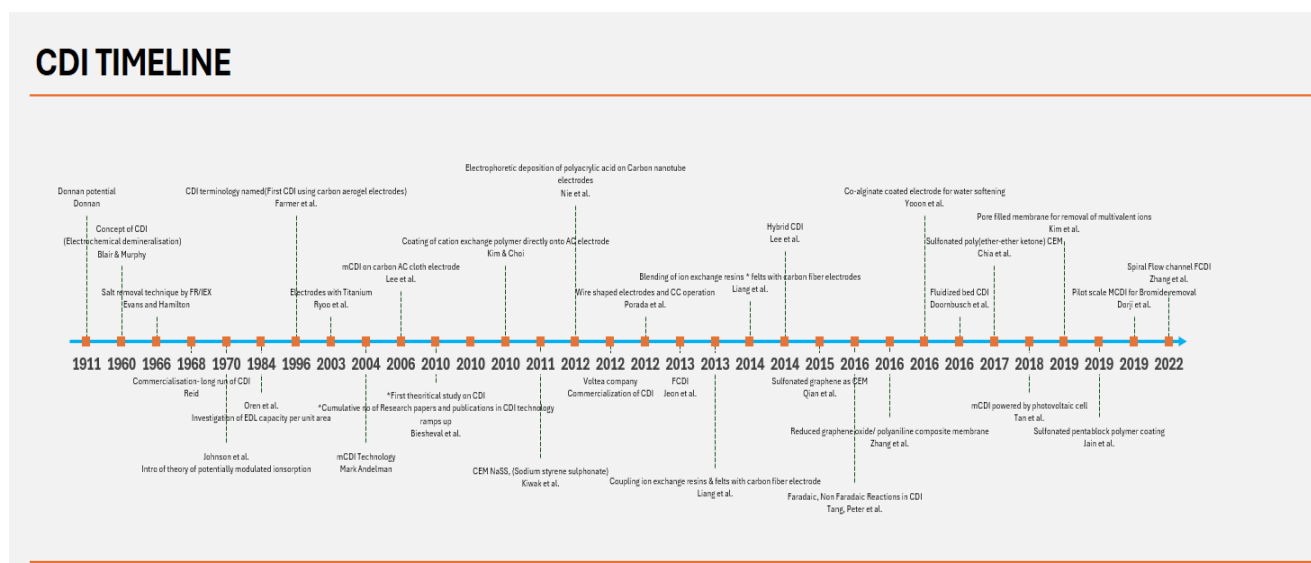 CDI TIMELINE
Electrophoretic deposition of polyacrylic acid on Carbon nanotube
electrodes
Nie et al.
Donnan potential
Donnan
CDI terminology named(First CDI using carbon aerogel electrodes)
Farmer et al.
Co-alginate coated electrode for water softening
Yooon et al.
Pore filled membrane for removal of multivalent ions
Kim et al.
Concept of CDI
(Electrochemical demineralisation)
Blair & Murphy
Hybrid CDI
Lee et al.
Coating of cation exchange polymer directly onto AC electrode
Kim & Choi
Sulfonated poly(ether-ether ketone) CEM
Chia et al.
mCDI on carbon AC cloth electrode
Lee et al.
Blending of ion exchange resins * felts with carbon fiber electrodes
Liang et al.
Spiral Flow channel FCDI
Zhang et al.
Salt removal technique by FR/IEX
Evans and Hamilton
Electrodes with Titanium
Ryoo et al.
Wire shaped electrodes and CC operation
Porada et al.
Fluidized bed CDI
Doornbusch et al.
Pilot scale MCDI for Bromide removal
Dorji et al.
1911 1960 1966 1968 1970 1984 1996 2003 2004 2006 2010 2010 2010 2011 2012 2012 2012 2013 2013 2014 2014 2015 2016 2016 2016 2016 2017 2018 2019 2019 2019 2022
Commercialisation- long run of CDI
Reid
Oren et al.
Investigation of EDL capacity per unit area
*First theoritical study on CDI
*Cumulative no of Research papers and publications in CDI technology
ramps up
Biesheval et al.
Voltea company
Commercialization of CDI
FCDI
Jeon et al.
Sulfonated graphene as CEM
Qian et al.
mCDI powered by photovoltaic cell
Tan et al.
Reduced graphene oxide/ polyaniline composite membrane
Zhang et al.
Sulfonated pentablock polymer coating
Jain et al.
Johnson et al.
Intro of theory of potentially modulated ionsorption
mCDI Technology
Mark Andelman
CEM NaSS, (Sodium styrene sulphonate)
Kiwak et al.
Coupling ion exchange resins & felts with carbon fiber electrode
Liang et al.
Faradaic, Non Faradaic Reactions in CDI
Tang, Peter et al.